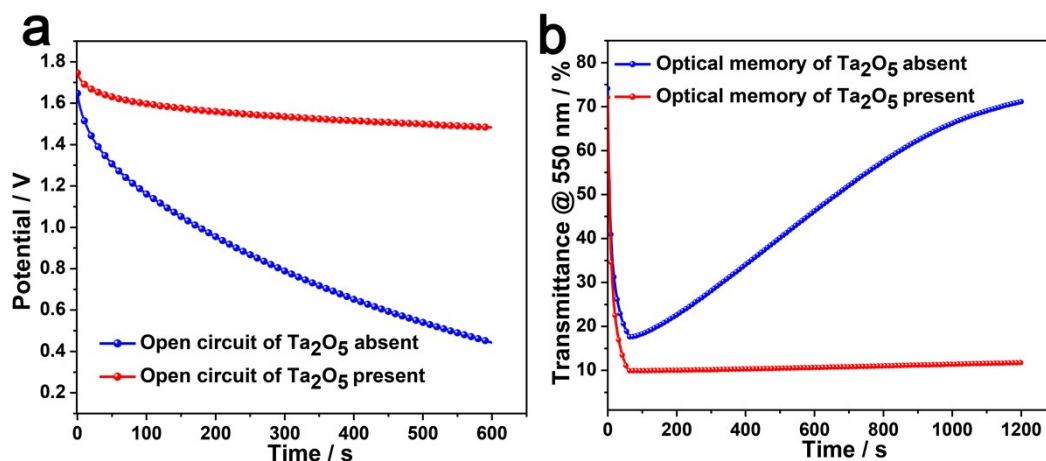 a
Potential / V
1.8
1.6
1.4
1.2
1.0
0.8
0.6
0.4
0.2
Open circuit of Ta2O5 absent
Open circuit of Ta2O5 present
0 100 200 300 400 500 600
Time / s
b
Transmittance @ 550 nm / %
80
70
60
50
40
30
20
10
0
Optical memory of Ta2O5 absent
Optical memory of Ta2O5 present
0 200 400 600 800 1000 1200
Time / s